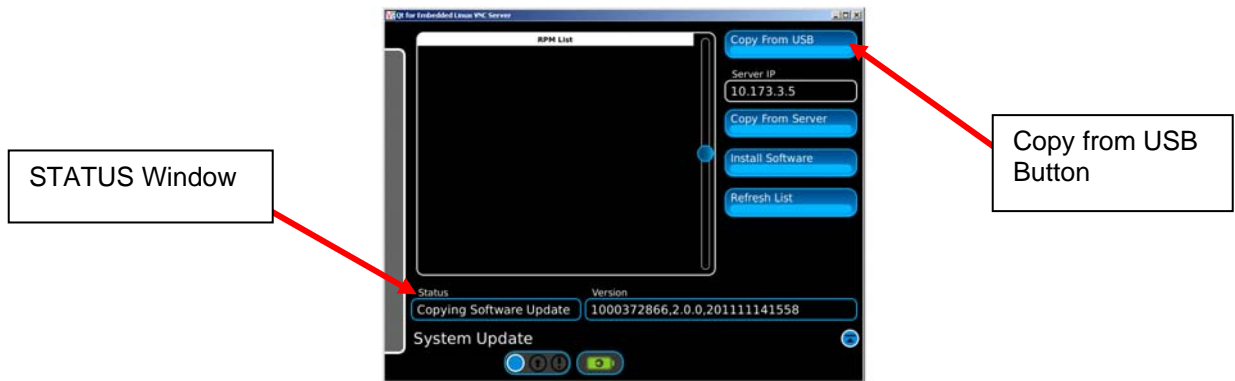 Qt for Embedded Linux VNC Server
RPM List
Copy From USB
Server IP
10.173.3.5
Copy From Server
Install Software
Refresh List
Status
Copying Software Update
Version
1000372866,2.0.0,201111141558
System Update
STATUS Window
Copy from USB
Button